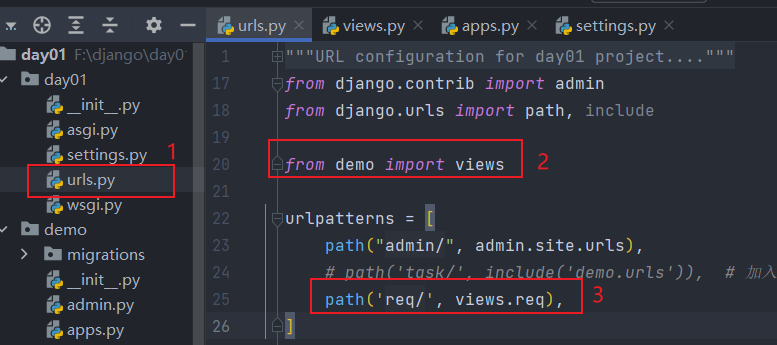 urls.py
views.py
apps.py
settings.py
day01 F:\django\day0
day01
__init__.py
asgi.py
settings.py
1
urls.py
wsgi.py
demo
migrations
__init__.py
admin.py
apps.py
1 """URL configuration for day01 project...."""
17 from django.contrib import admin
18 from django.urls import path, include
19
20 from demo import views
2
21
22 urlpatterns = [
23 path("admin/", admin.site.urls),
24 # path('task/', include('demo.urls')), # 加入
25 path('req/', views.req),
3
26 ]